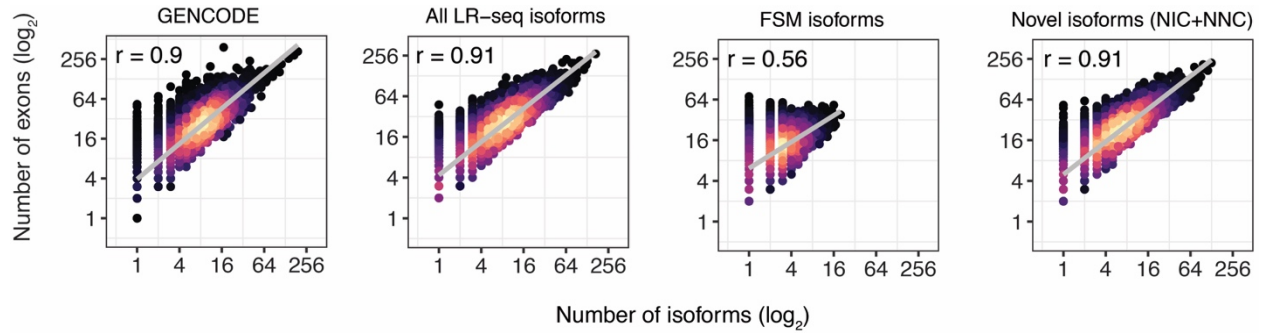 GENCODE
All LR-seq isoforms
FSM isoforms
Novel isoforms (NIC+NNC)
Number of exons (log2)
r = 0.9
r = 0.91
r = 0.56
r = 0.91
256
64
16
4
1
256
64
16
4
1
256
64
16
4
1
256
64
16
4
1
1 4 16 64 256
1 4 16 64 256
1 4 16 64 256
1 4 16 64 256
Number of isoforms (log2)